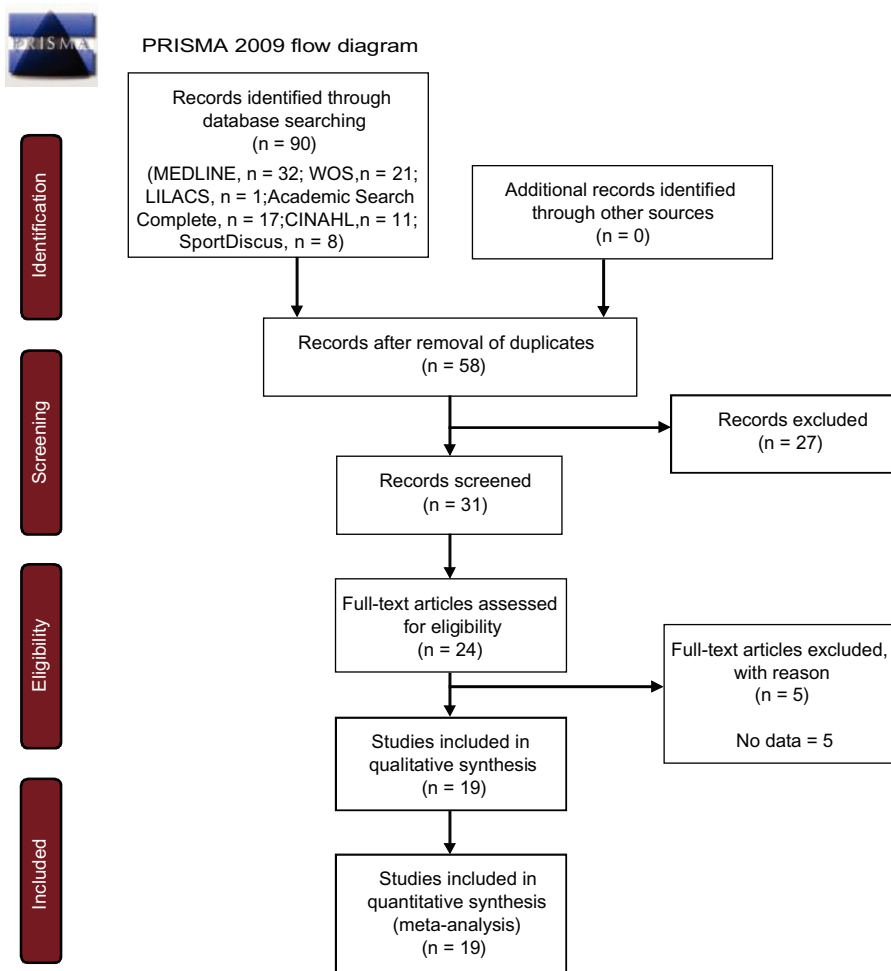 PRISMA
PRISMA 2009 flow diagram
Records identified through
database searching
(n = 90)
(MEDLINE, n = 32; WOS,n = 21;
LILACS, n = 1;Academic Search
Complete, n = 17;CINAHL,n = 11;
SportDiscus, n = 8)
Additional records identified
through other sources
(n = 0)
Identification
Records after removal of duplicates
(n = 58)
Screening
Records excluded
(n = 27)
Records screened
(n = 31)
Eligibility
Full-text articles assessed
for eligibility
(n = 24)
Full-text articles excluded,
with reason
(n = 5)
No data = 5
Studies included in
qualitative synthesis
(n = 19)
Included
Studies included in
quantitative synthesis
(meta-analysis)
(n = 19)